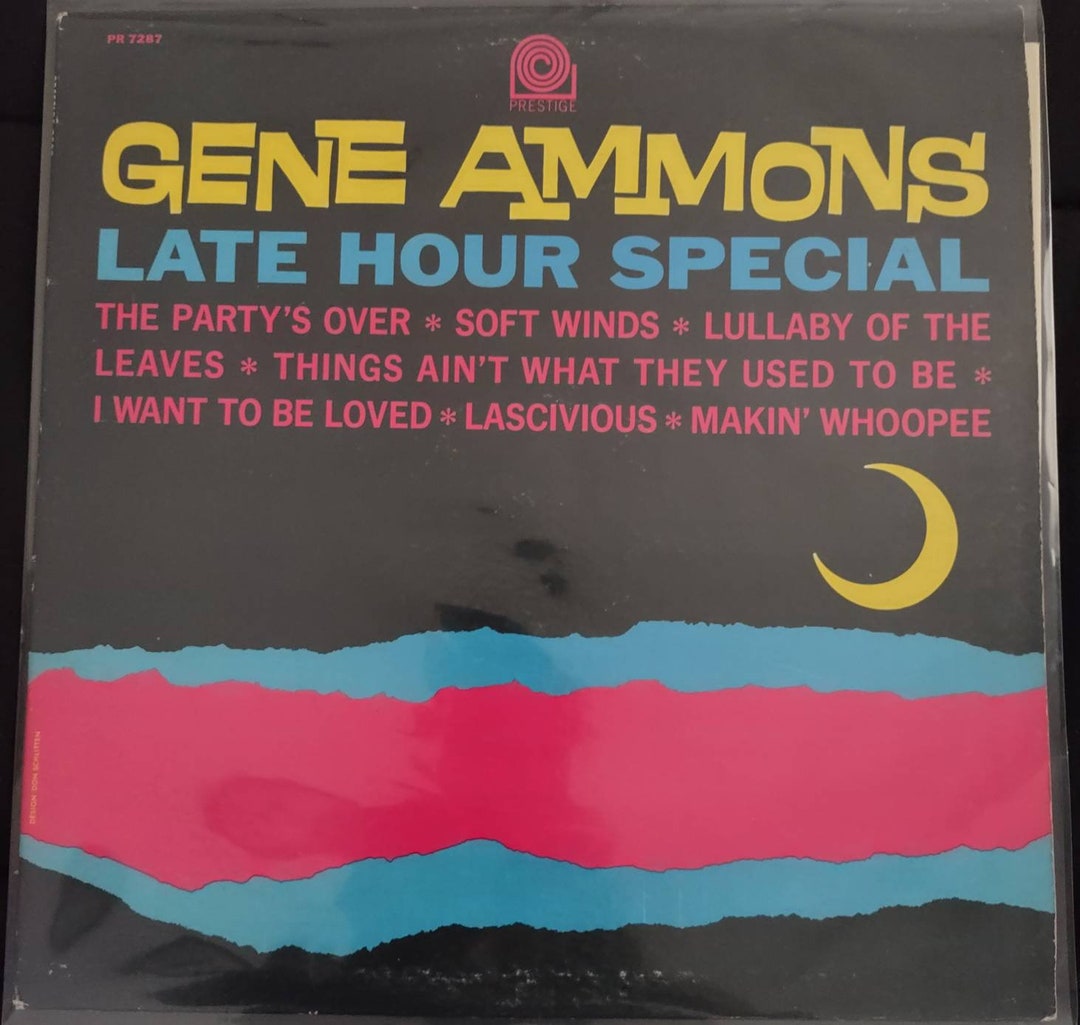 PR 7287
PRESTIGE
GENE AMMONS
LATE HOUR SPECIAL
THE PARTY'S OVER * SOFT WINDS * LULLABY OF THE
LEAVES * THINGS AIN'T WHAT THEY USED TO BE *
I WANT TO BE LOVED * LASCIVIOUS * MAKIN' WHOOPEE
DESIGN: DON SCHLITTEN